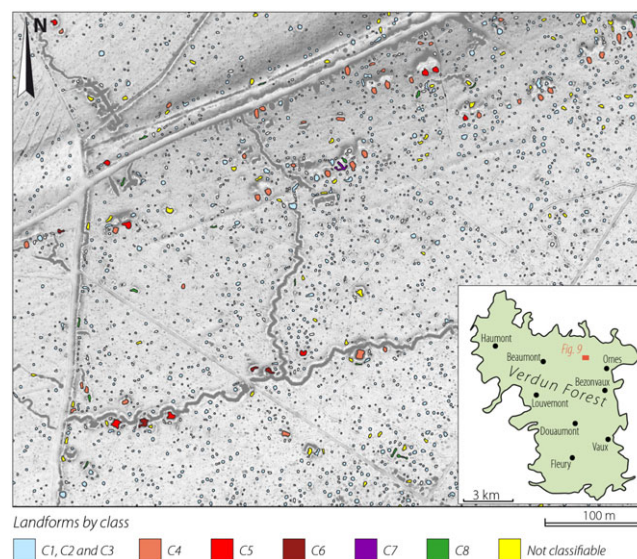 N
Haumont
Fig. 9
Beaumont
Ornes
Verdun Forest
Bezonvaux
Louvemont
Douaumont
Vaux
Fleury
3 km
100 m
Landforms by class
C1, C2 and C3 C4 C5 C6 C7 C8 Not classifiable